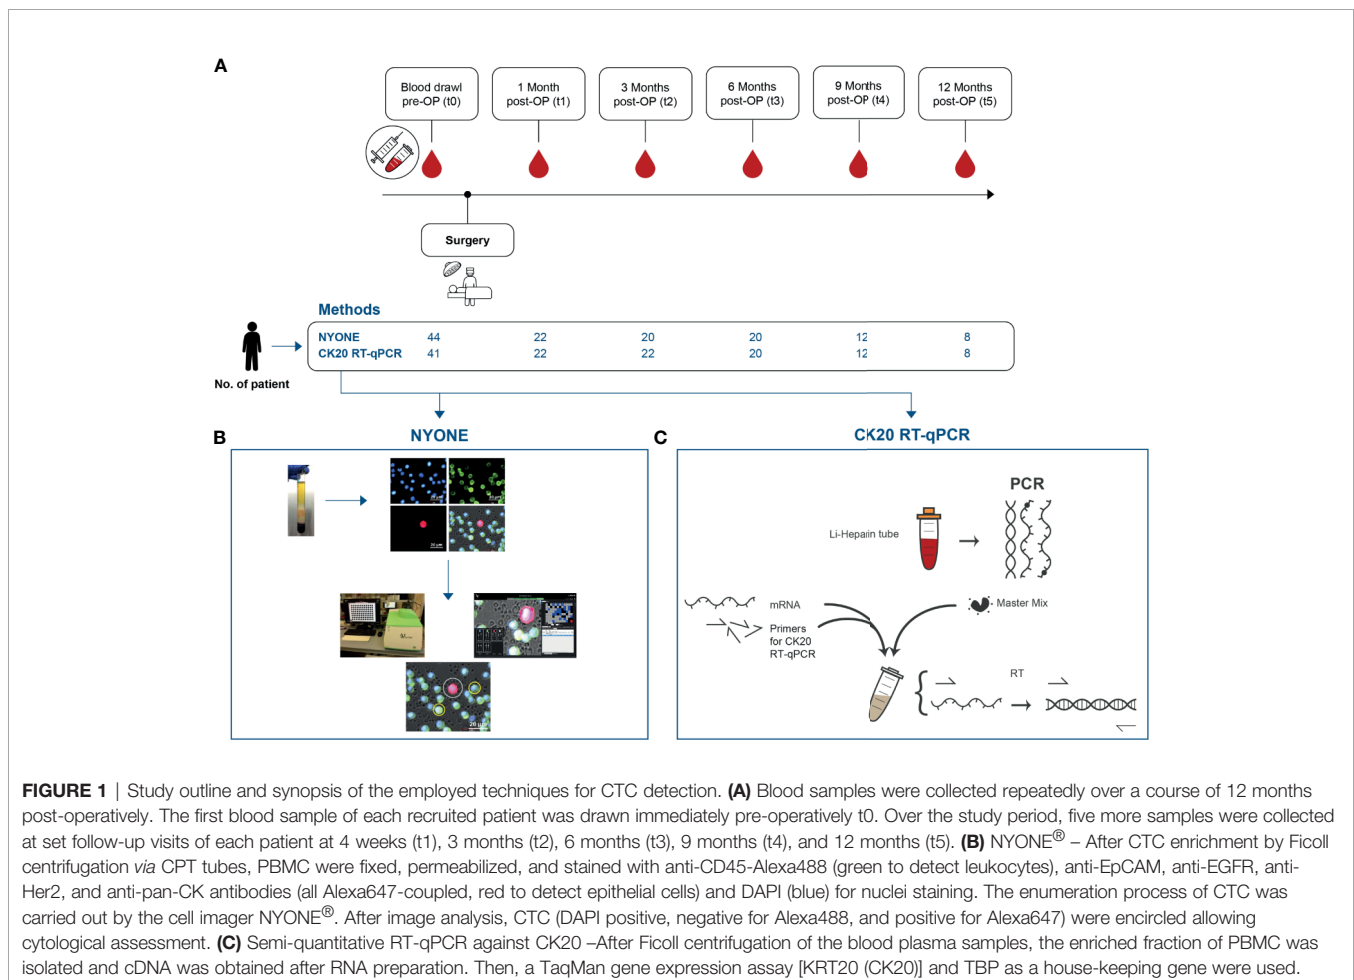 A
Blood drawl
pre-OP (t0)
1 Month
post-OP (t1)
3 Months
post-OP (t2)
6 Months
post-OP (t3)
9 Months
post-OP (t4)
12 Months
post-OP (t5)
Surgery
Methods
NYONE 44 22 20 20 12 8
CK20 RT-qPCR 41 22 22 20 12 8
No. of patient
B
NYONE
20 µm
C
CK20 RT-qPCR
PCR
Li-Hepain tube
mRNA
Master Mix
Primers
for CK20
RT-qPCR
RT
20 µm
FIGURE 1 | Study outline and synopsis of the employed techniques for CTC detection. (A) Blood samples were collected repeatedly over a course of 12 months
post-operatively. The first blood sample of each recruited patient was drawn immediately pre-operatively t0. Over the study period, five more samples were collected
at set follow-up visits of each patient at 4 weeks (t1), 3 months (t2), 6 months (t3), 9 months (t4), and 12 months (t5). (B) NYONE® – After CTC enrichment by Ficoll
centrifugation via CPT tubes, PBMC were fixed, permeabilized, and stained with anti-CD45-Alexa488 (green to detect leukocytes), anti-EpCAM, anti-EGFR, anti-
Her2, and anti-pan-CK antibodies (all Alexa647-coupled, red to detect epithelial cells) and DAPI (blue) for nuclei staining. The enumeration process of CTC was
carried out by the cell imager NYONE®. After image analysis, CTC (DAPI positive, negative for Alexa488, and positive for Alexa647) were encircled allowing
cytological assessment. (C) Semi-quantitative RT-qPCR against CK20 –After Ficoll centrifugation of the blood plasma samples, the enriched fraction of PBMC was
isolated and cDNA was obtained after RNA preparation. Then, a TaqMan gene expression assay [KRT20 (CK20)] and TBP as a house-keeping gene were used.